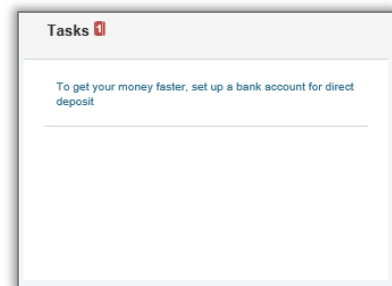 Tasks 1
To get your money faster, set up a bank account for direct
deposit